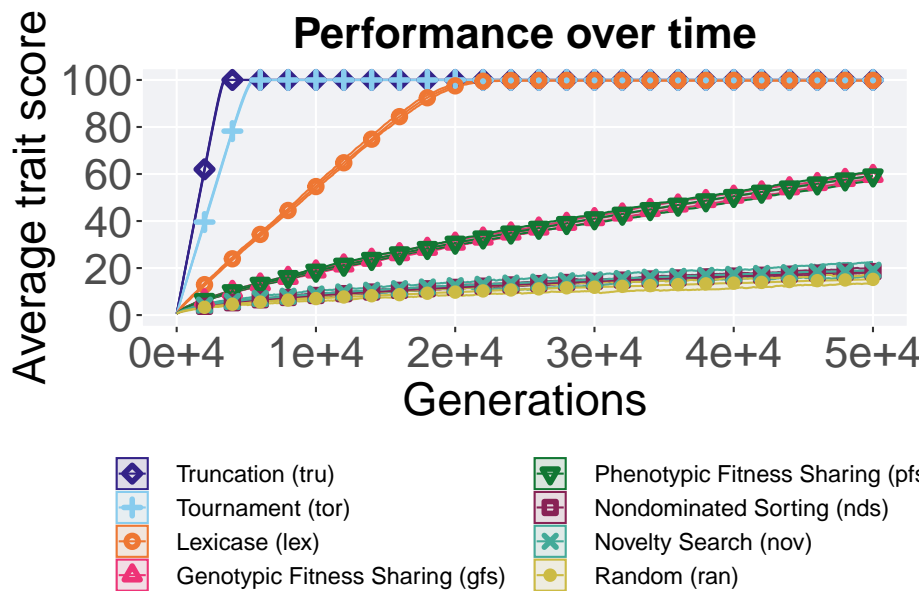 Performance over time
Average trait score
100
80
60
40
20
0
0e+4 1e+4 2e+4 3e+4 4e+4 5e+4
Generations
Truncation (tru)
Tournament (tor)
Lexicase (lex)
Genotypic Fitness Sharing (gfs)
Phenotypic Fitness Sharing (pfs
Nondominated Sorting (nds)
Novelty Search (nov)
Random (ran)